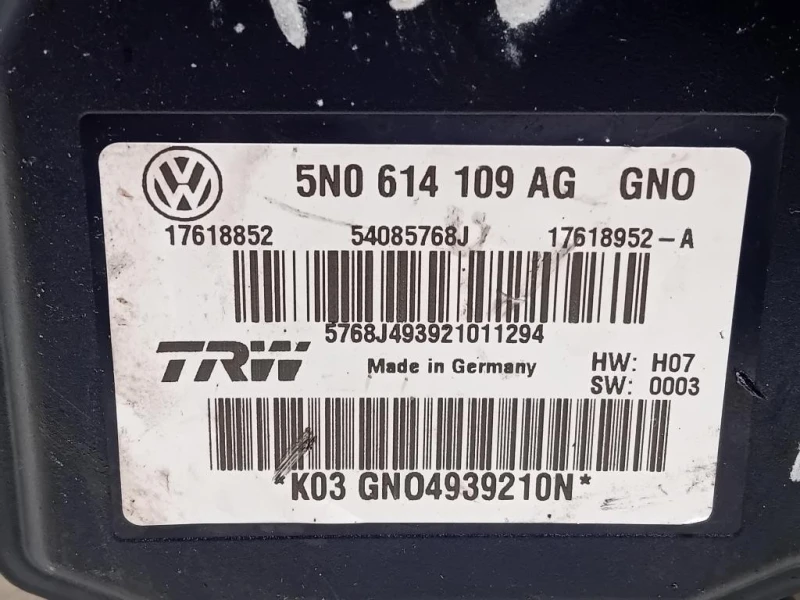 5N0 614 109 AG GNO
17618852 54085768J 17618952-A
5768J493921011294
TRW Made in Germany HW: H07
SW: 0003
*K03 GNO4939210N*